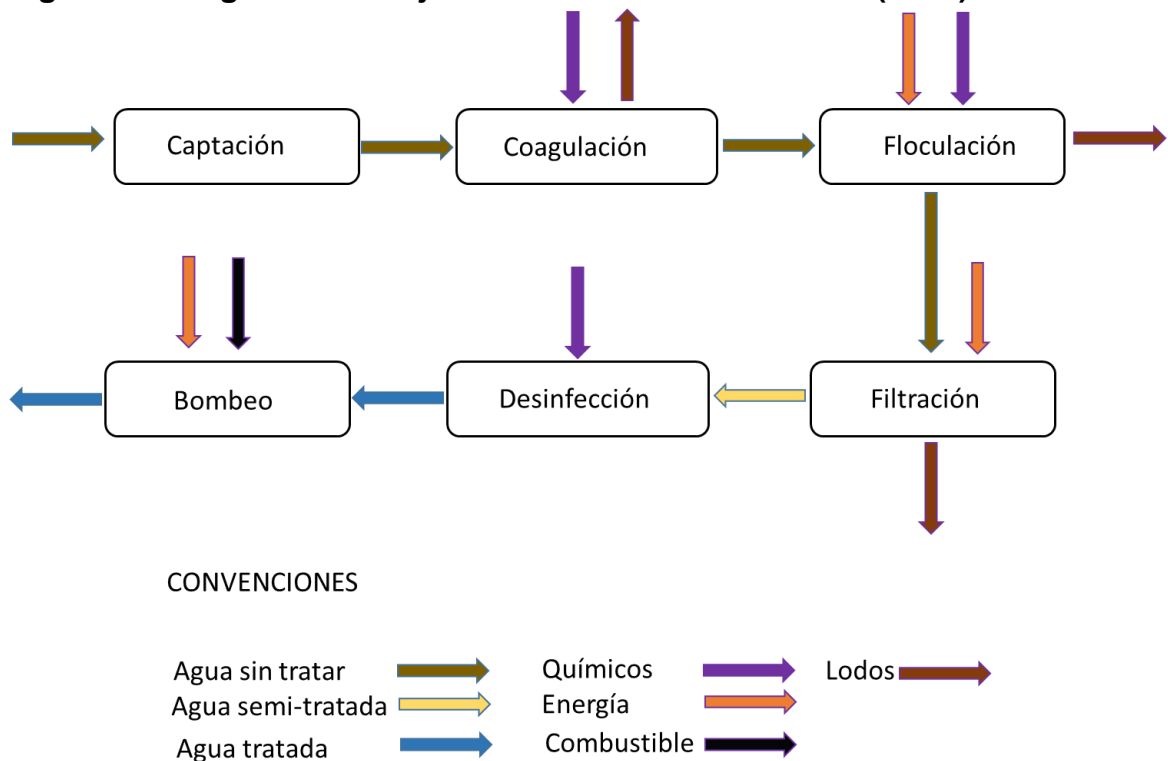 Captación
Coagulación
Floculación
Bombeo
Desinfección
Filtración
CONVENCIONES
Agua sin tratar
Químicos
Lodos
Agua semi-tratada
Energía
Agua tratada
Combustible